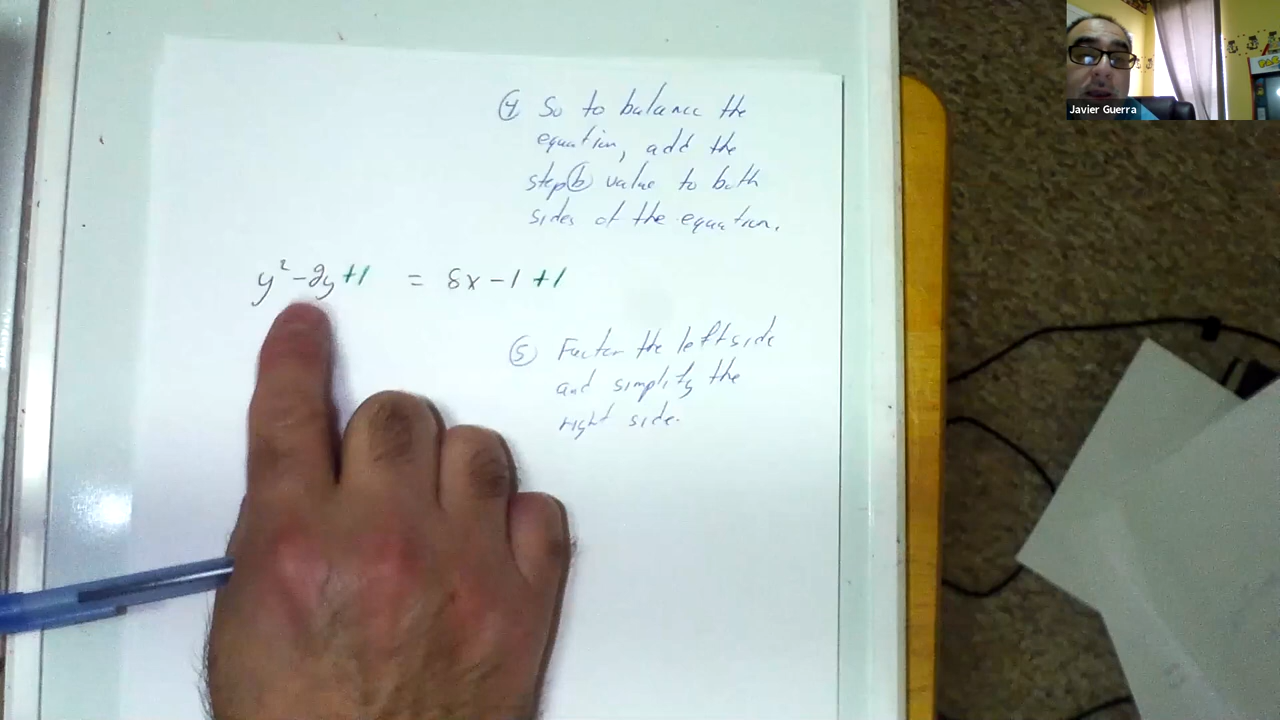 ④ So to balance the
equation, add the
step ⓑ value to both
sides of the equation.
y² - 2y + 1 = 8x - 1 + 1
⑤ Factor the left side
and simplify the
right side.
Javier Guerra